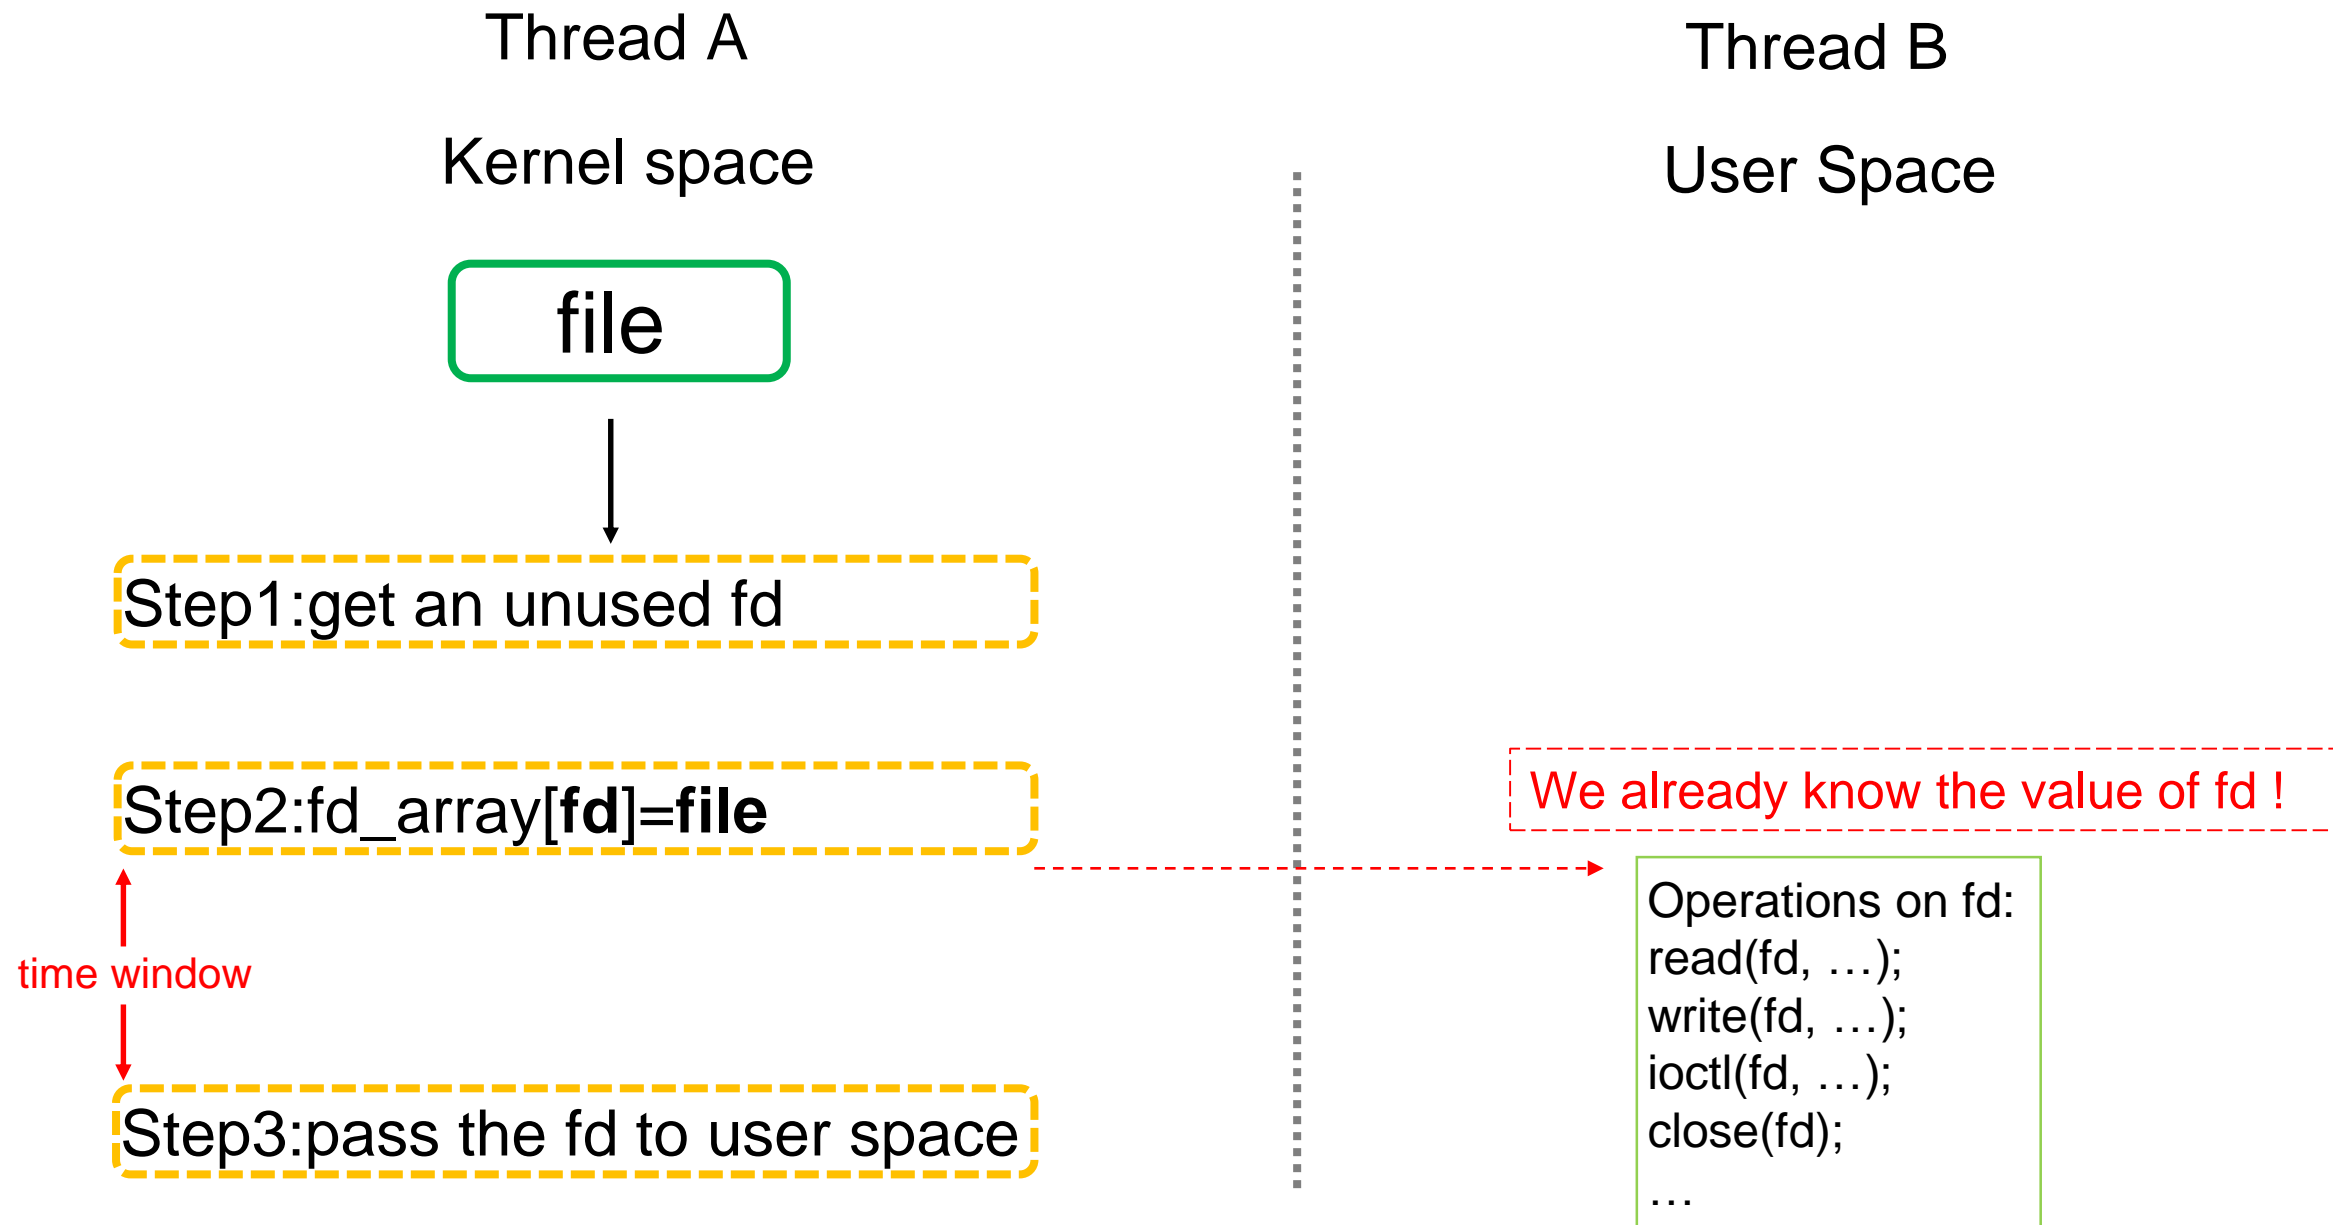 Thread A
Kernel space
file
Step1:get an unused fd
Step2:fd_array[fd]=file
time window
Step3:pass the fd to user space
Thread B
User Space
We already know the value of fd !
Operations on fd:
read(fd, …);
write(fd, …);
ioctl(fd, …);
close(fd);
…